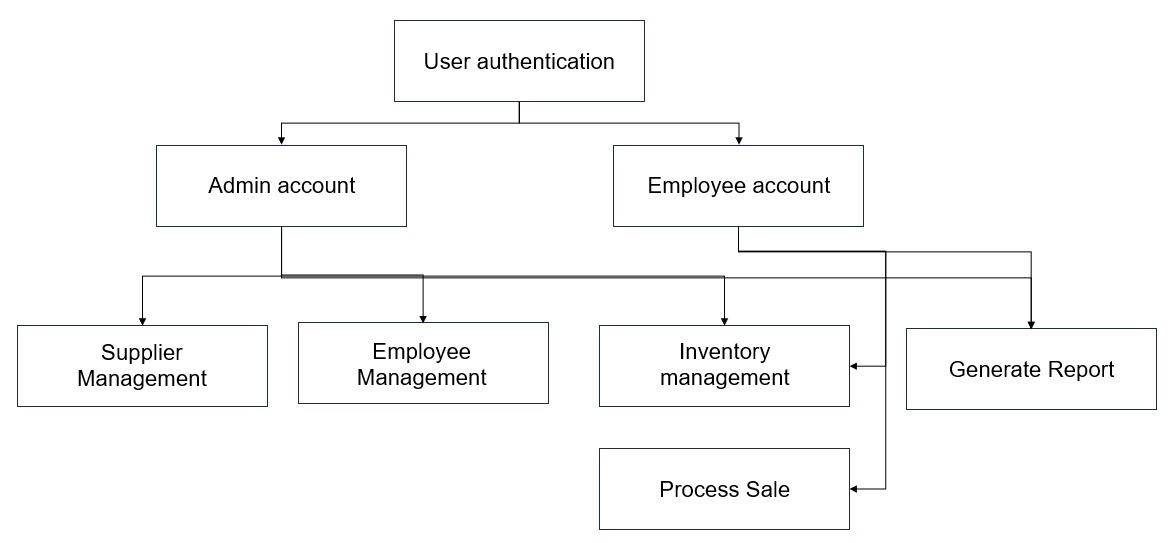 User authentication
Admin account
Employee account
Supplier
Management
Employee
Management
Inventory
management
Generate Report
Process Sale